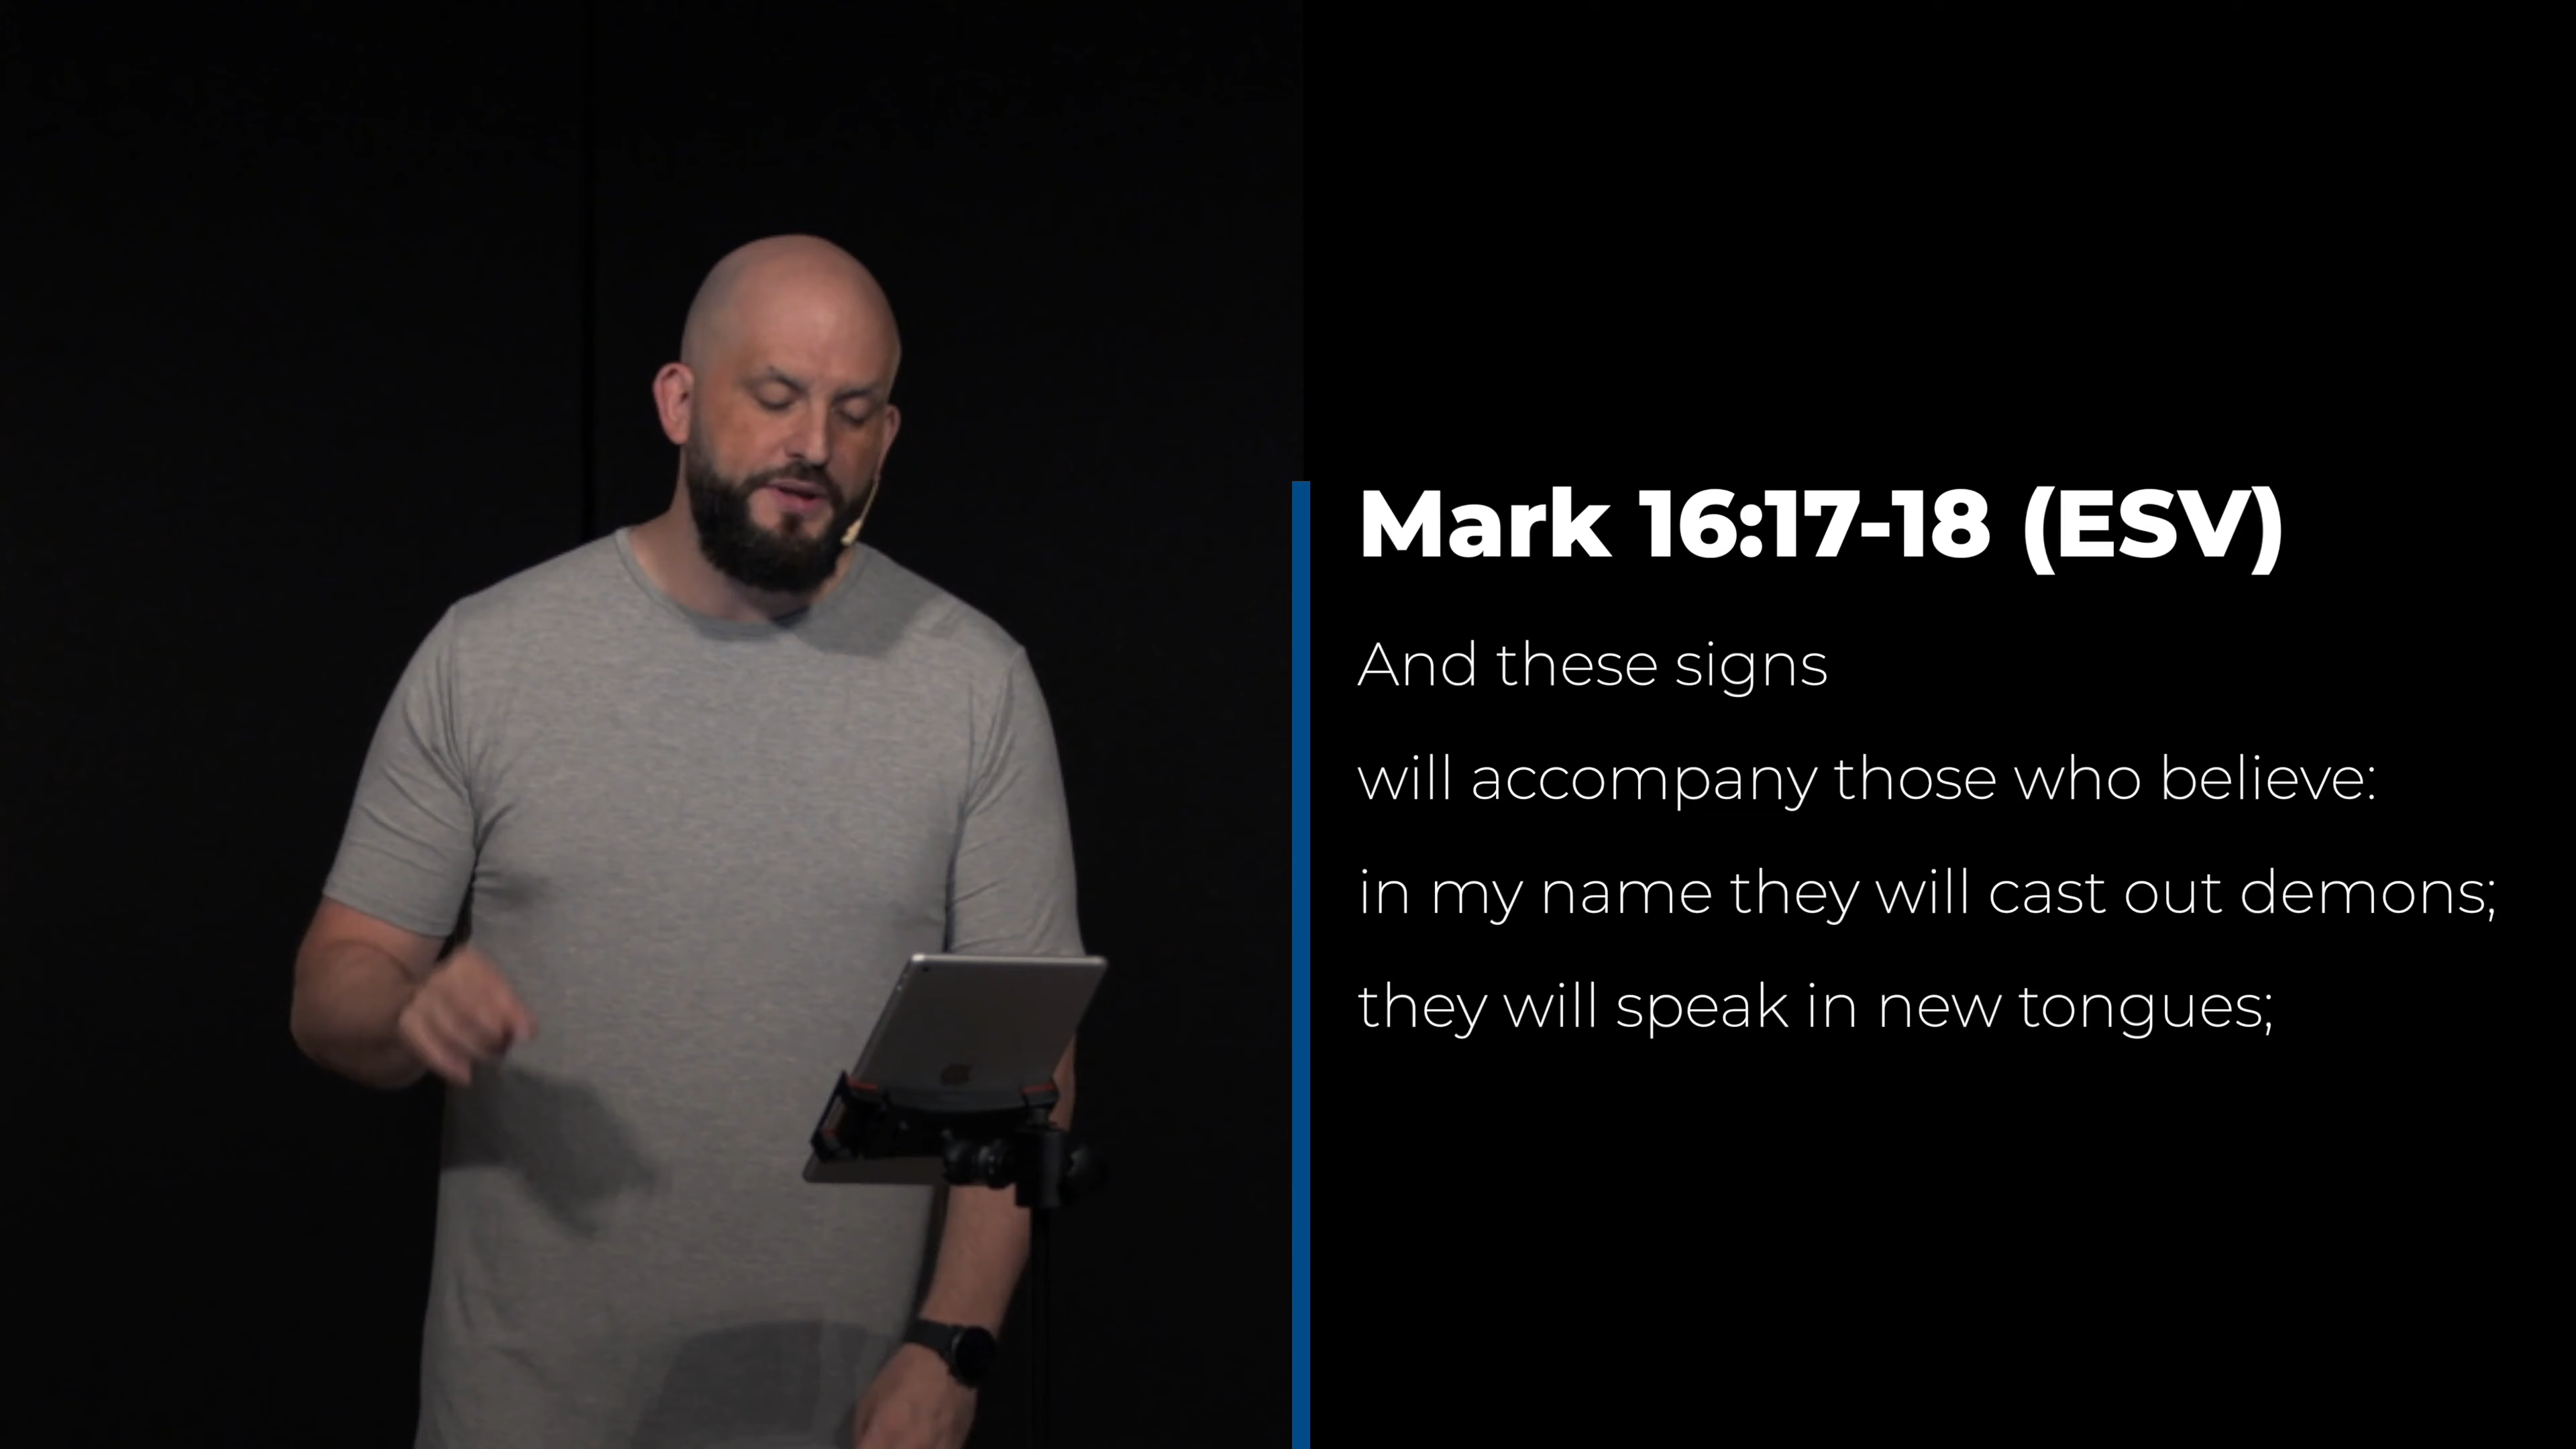 Mark 16:17-18 (ESV)
And these signs
will accompany those who believe:
in my name they will cast out demons;
they will speak in new tongues;